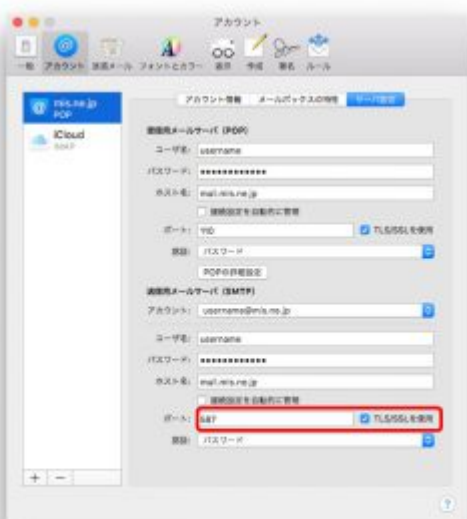 アカウント
一般 アカウント 迷惑メール フォントとカラー 表示 作成 署名 ルール
mis.ne.jp
POP
iCloud
IMAP
アカウント情報 メールボックスの特性 サーバ設定
受信用メールサーバ (POP)
ユーザ名: username
パスワード: ••••••••••••
ホスト名: mail.mis.ne.jp
接続設定を自動的に管理
ポート: 110 TLS/SSLを使用
認証: パスワード
POPの詳細設定
送信用メールサーバ (SMTP)
アカウント: username@mis.ne.jp
ユーザ名: username
パスワード: ••••••••••••
ホスト名: mail.mis.ne.jp
接続設定を自動的に管理
ポート: 587 TLS/SSLを使用
認証: パスワード
+ −
?